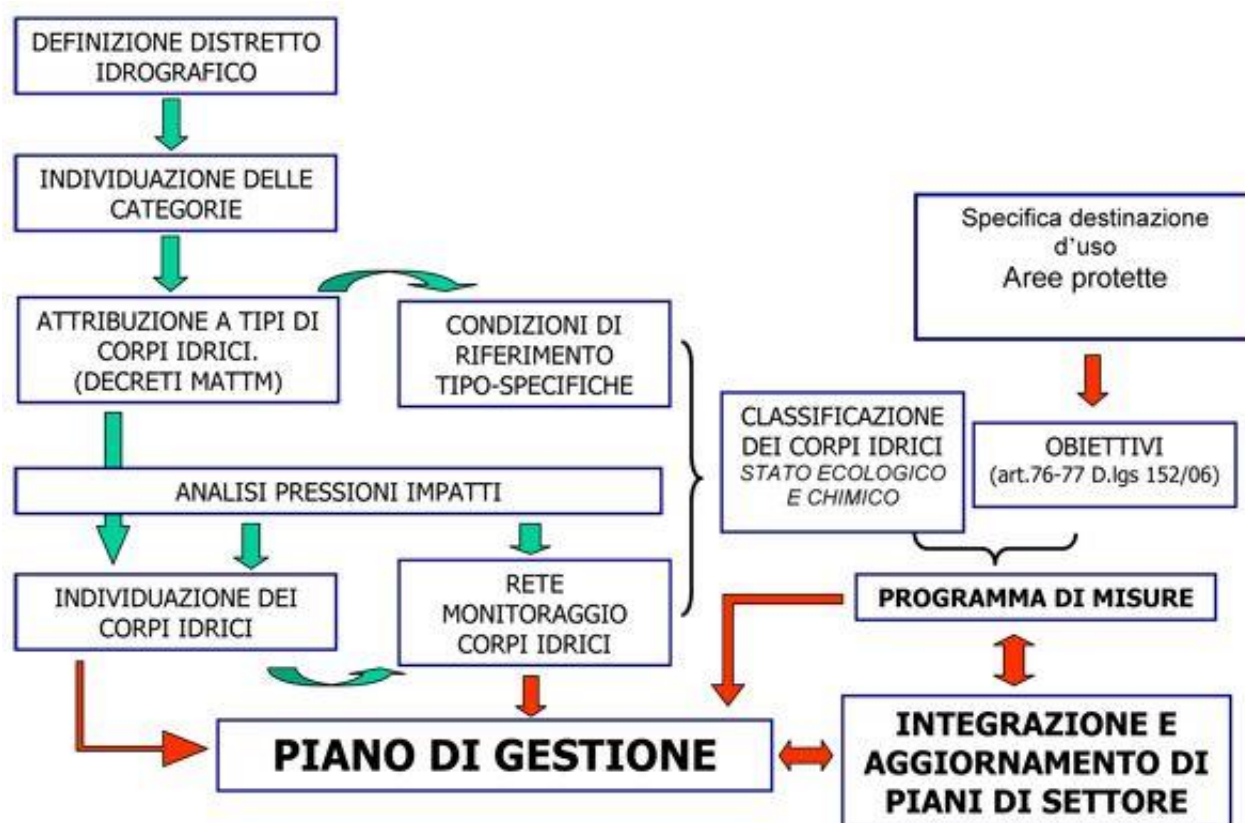 DEFINIZIONE DISTRETTO
IDROGRAFICO
INDIVIDUAZIONE DELLE
CATEGORIE
ATTRIBUZIONE A TIPI DI
CORPI IDRICI.
(DECRETI MATTM)
CONDIZIONI DI
RIFERIMENTO
TIPO-SPECIFICHE
Specifica destinazione
d'uso
Aree protette
CLASSIFICAZIONE
DEI CORPI IDRICI
STATO ECOLOGICO
E CHIMICO
OBIETTIVI
(art.76-77 D.lgs 152/06)
ANALISI PRESSIONI IMPATTI
INDIVIDUAZIONE DEI
CORPI IDRICI
RETE
MONITORAGGIO
CORPI IDRICI
PROGRAMMA DI MISURE
PIANO DI GESTIONE
INTEGRAZIONE E
AGGIORNAMENTO DI
PIANI DI SETTORE